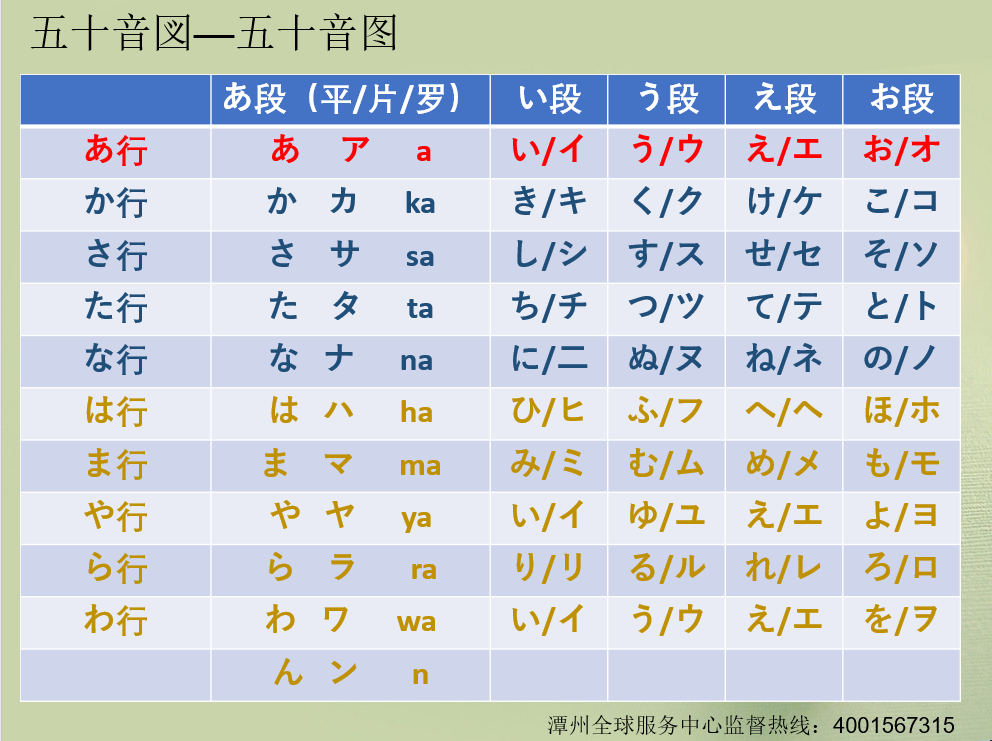 五十音図—五十音图
あ段（平/片/罗） い段 う段 え段 お段
あ行 あ ア a い/イ う/ウ え/エ お/オ
か行 か カ ka き/キ く/ク け/ケ こ/コ
さ行 さ サ sa し/シ す/ス せ/セ そ/ソ
た行 た タ ta ち/チ つ/ツ て/テ と/ト
な行 な ナ na に/ニ ぬ/ヌ ね/ネ の/ノ
は行 は ハ ha ひ/ヒ ふ/フ へ/ヘ ほ/ホ
ま行 ま マ ma み/ミ む/ム め/メ も/モ
や行 や ヤ ya い/イ ゆ/ユ え/エ よ/ヨ
ら行 ら ラ ra り/リ る/ル れ/レ ろ/ロ
わ行 わ ワ wa い/イ う/ウ え/エ を/ヲ
ん ン n
潭州全球服务中心监督热线：4001567315